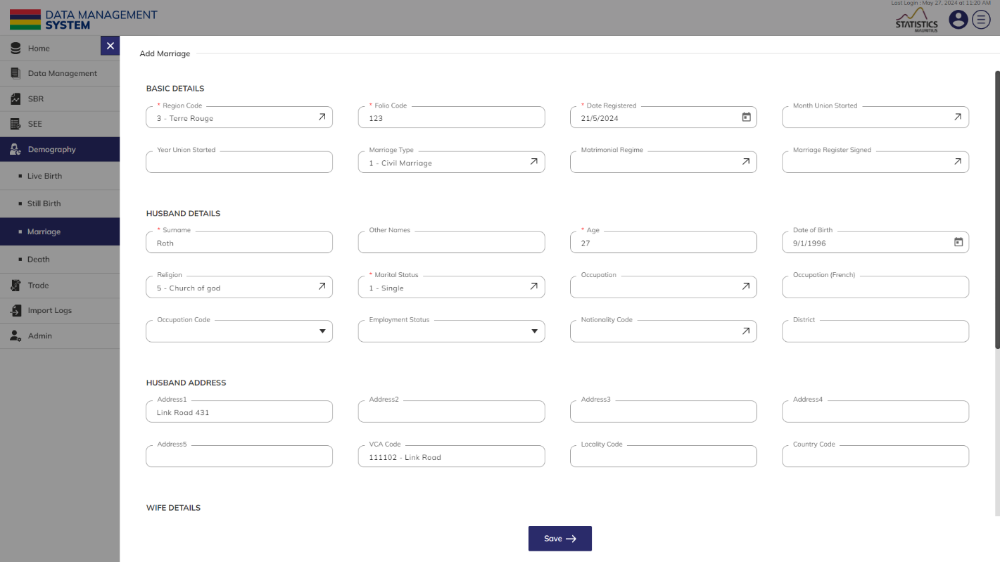 Last Login : May 27, 2024 at 11:20 AM
DATA MANAGEMENT
SYSTEM
STATISTICS
MAURITIUS
Home
Data Management
SBR
SEE
Demography
Live Birth
Still Birth
Marriage
Death
Trade
Import Logs
Admin
Add Marriage
BASIC DETAILS
* Region Code
3 - Terre Rouge
* Folio Code
123
* Date Registered
21/5/2024
Month Union Started
Year Union Started
Marriage Type
1 - Civil Marriage
Matrimonial Regime
Marriage Register Signed
HUSBAND DETAILS
* Surname
Roth
Other Names
* Age
27
Date of Birth
9/1/1996
Religion
5 - Church of god
* Marital Status
1 - Single
Occupation
Occupation (French)
Occupation Code
Employment Status
Nationality Code
District
HUSBAND ADDRESS
Address1
Link Road 431
Address2
Address3
Address4
Address5
VCA Code
111102 - Link Road
Locality Code
Country Code
WIFE DETAILS
Save